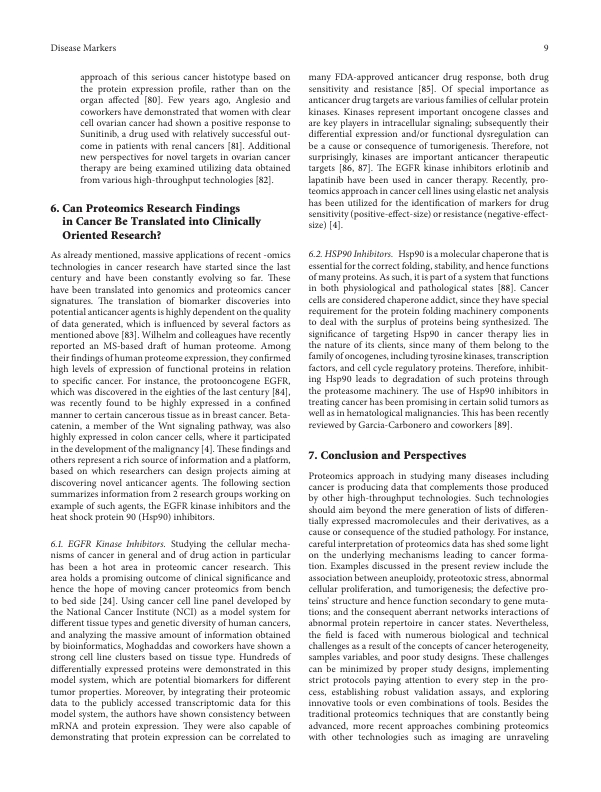 Disease Markers
9
approach of this serious cancer histotype based on
the protein expression profile, rather than on the
organ affected [80]. Few years ago, Anglesio and
coworkers have demonstrated that women with clear
cell ovarian cancer had shown a positive response to
Sunitinib, a drug used with relatively successful out-
come in patients with renal cancers [81]. Additional
new perspectives for novel targets in ovarian cancer
therapy are being examined utilizing data obtained
from various high-throughput technologies [82].
6. Can Proteomics Research Findings
in Cancer Be Translated into Clinically
Oriented Research?
As already mentioned, massive applications of recent -omics
technologies in cancer research have started since the last
century and have been constantly evolving so far. These
have been translated into genomics and proteomics cancer
signatures. The translation of biomarker discoveries into
potential anticancer agents is highly dependent on the quality
of data generated, which is influenced by several factors as
mentioned above [83]. Wilhelm and colleagues have recently
reported an MS-based draft of human proteome. Among
their findings of human proteome expression, they confirmed
high levels of expression of functional proteins in relation
to specific cancer. For instance, the protooncogene EGFR,
which was discovered in the eighties of the last century [84],
was recently found to be highly expressed in a confined
manner to certain cancerous tissue as in breast cancer. Beta-
catenin, a member of the Wnt signaling pathway, was also
highly expressed in colon cancer cells, where it participated
in the development of the malignancy [4]. These findings and
others represent a rich source of information and a platform,
based on which researchers can design projects aiming at
discovering novel anticancer agents. The following section
summarizes information from 2 research groups working on
example of such agents, the EGFR kinase inhibitors and the
heat shock protein 90 (Hsp90) inhibitors.
6.1. EGFR Kinase Inhibitors. Studying the cellular mecha-
nisms of cancer in general and of drug action in particular
has been a hot area in proteomic cancer research. This
area holds a promising outcome of clinical significance and
hence the hope of moving cancer proteomics from bench
to bed side [24]. Using cancer cell line panel developed by
the National Cancer Institute (NCI) as a model system for
different tissue types and genetic diversity of human cancers,
and analyzing the massive amount of information obtained
by bioinformatics, Moghaddas and coworkers have shown a
strong cell line clusters based on tissue type. Hundreds of
differentially expressed proteins were demonstrated in this
model system, which are potential biomarkers for different
tumor properties. Moreover, by integrating their proteomic
data to the publicly accessed transcriptomic data for this
model system, the authors have shown consistency between
mRNA and protein expression. They were also capable of
demonstrating that protein expression can be correlated to
many FDA-approved anticancer drug response, both drug
sensitivity and resistance [85]. Of special importance as
anticancer drug targets are various families of cellular protein
kinases. Kinases represent important oncogene classes and
are key players in intracellular signaling; subsequently their
differential expression and/or functional dysregulation can
be a cause or consequence of tumorigenesis. Therefore, not
surprisingly, kinases are important anticancer therapeutic
targets [86, 87]. The EGFR kinase inhibitors erlotinib and
lapatinib have been used in cancer therapy. Recently, pro-
teomics approach in cancer cell lines using elastic net analysis
has been utilized for the identification of markers for drug
sensitivity (positive-effect-size) or resistance (negative-effect-
size) [4].
6.2. HSP90 Inhibitors. Hsp90 is a molecular chaperone that is
essential for the correct folding, stability, and hence functions
of many proteins. As such, it is part of a system that functions
in both physiological and pathological states [88]. Cancer
cells are considered chaperone addict, since they have special
requirement for the protein folding machinery components
to deal with the surplus of proteins being synthesized. The
significance of targeting Hsp90 in cancer therapy lies in
the nature of its clients, since many of them belong to the
family of oncogenes, including tyrosine kinases, transcription
factors, and cell cycle regulatory proteins. Therefore, inhibit-
ing Hsp90 leads to degradation of such proteins through
the proteasome machinery. The use of Hsp90 inhibitors in
treating cancer has been promising in certain solid tumors as
well as in hematological malignancies. This has been recently
reviewed by Garcia-Carbonero and coworkers [89].
7. Conclusion and Perspectives
Proteomics approach in studying many diseases including
cancer is producing data that complements those produced
by other high-throughput technologies. Such technologies
should aim beyond the mere generation of lists of differen-
tially expressed macromolecules and their derivatives, as a
cause or consequence of the studied pathology. For instance,
careful interpretation of proteomics data has shed some light
on the underlying mechanisms leading to cancer forma-
tion. Examples discussed in the present review include the
association between aneuploidy, proteotoxic stress, abnormal
cellular proliferation, and tumorigenesis; the defective pro-
teins' structure and hence function secondary to gene muta-
tions; and the consequent aberrant networks interactions of
abnormal protein repertoire in cancer states. Nevertheless,
the field is faced with numerous biological and technical
challenges as a result of the concepts of cancer heterogeneity,
samples variables, and poor study designs. These challenges
can be minimized by proper study designs, implementing
strict protocols paying attention to every step in the pro-
cess, establishing robust validation assays, and exploring
innovative tools or even combinations of tools. Besides the
traditional proteomics techniques that are constantly being
advanced, more recent approaches combining proteomics
with other technologies such as imaging are unraveling